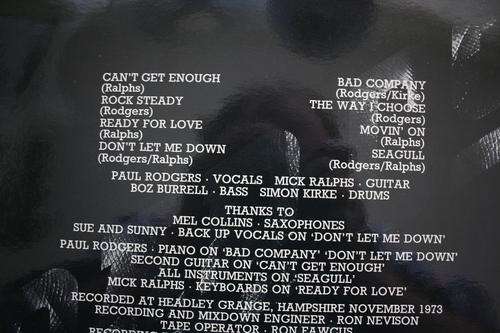 CAN'T GET ENOUGH
(Ralphs)
ROCK STEADY
(Rodgers)
READY FOR LOVE
(Ralphs)
DON'T LET ME DOWN
(Rodgers/Ralphs)
BAD COMPANY
(Rodgers/Kirke)
THE WAY I CHOOSE
(Rodgers)
MOVIN' ON
(Ralphs)
SEAGULL
(Rodgers/Ralphs)
PAUL RODGERS · VOCALS MICK RALPHS · GUITAR
BOZ BURRELL · BASS SIMON KIRKE · DRUMS
THANKS TO
MEL COLLINS · SAXOPHONES
SUE AND SUNNY · BACK UP VOCALS ON 'DON'T LET ME DOWN'
PAUL RODGERS · PIANO ON 'BAD COMPANY' 'DON'T LET ME DOWN'
SECOND GUITAR ON 'CAN'T GET ENOUGH'
ALL INSTRUMENTS ON 'SEAGULL'
MICK RALPHS · KEYBOARDS ON 'READY FOR LOVE'
RECORDED AT HEADLEY GRANGE, HAMPSHIRE NOVEMBER 1973
RECORDING AND MIXDOWN ENGINEER · RON NEVISON
TAPE OPERATOR · RON FAWCUS